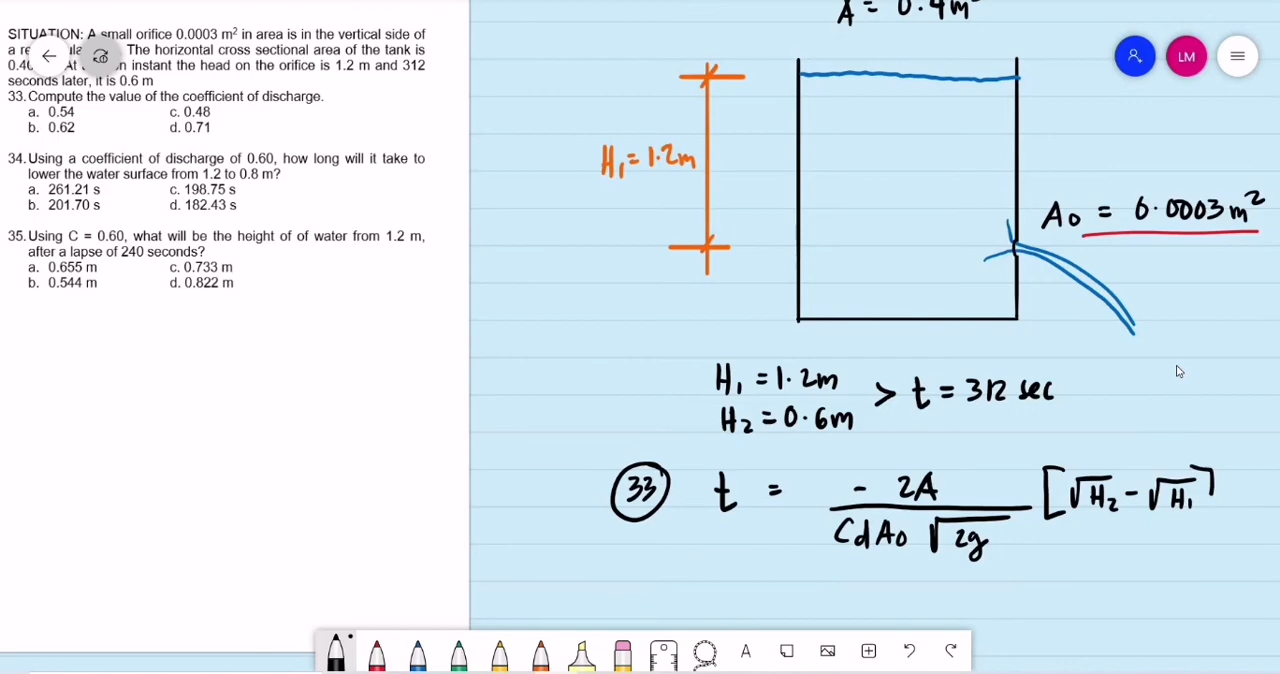 SITUATION: A small orifice 0.0003 m² in area is in the vertical side of
a The horizontal cross sectional area of the tank is
instant the head on the orifice is 1.2 m and 312
seconds later, it is 0.6 m
33. Compute the value of the coefficient of discharge.
a. 0.54 c. 0.48
b. 0.62 d. 0.71
34. Using a coefficient of discharge of 0.60, how long will it take to
lower the water surface from 1.2 to 0.8 m?
a. 261.21 s c. 198.75 s
b. 201.70 s d. 182.43 s
35. Using C = 0.60, what will be the height of of water from 1.2 m,
after a lapse of 240 seconds?
a. 0.655 m c. 0.733 m
b. 0.544 m d. 0.822 m
A = 0.4m²
LM
H₁ = 1.2m
Ao = 0.0003m²
H₁ = 1.2m
H₂ = 0.6m > t = 312 sec
33 t = - 2A / CdAo √2g [√H₂ - √H₁]
A